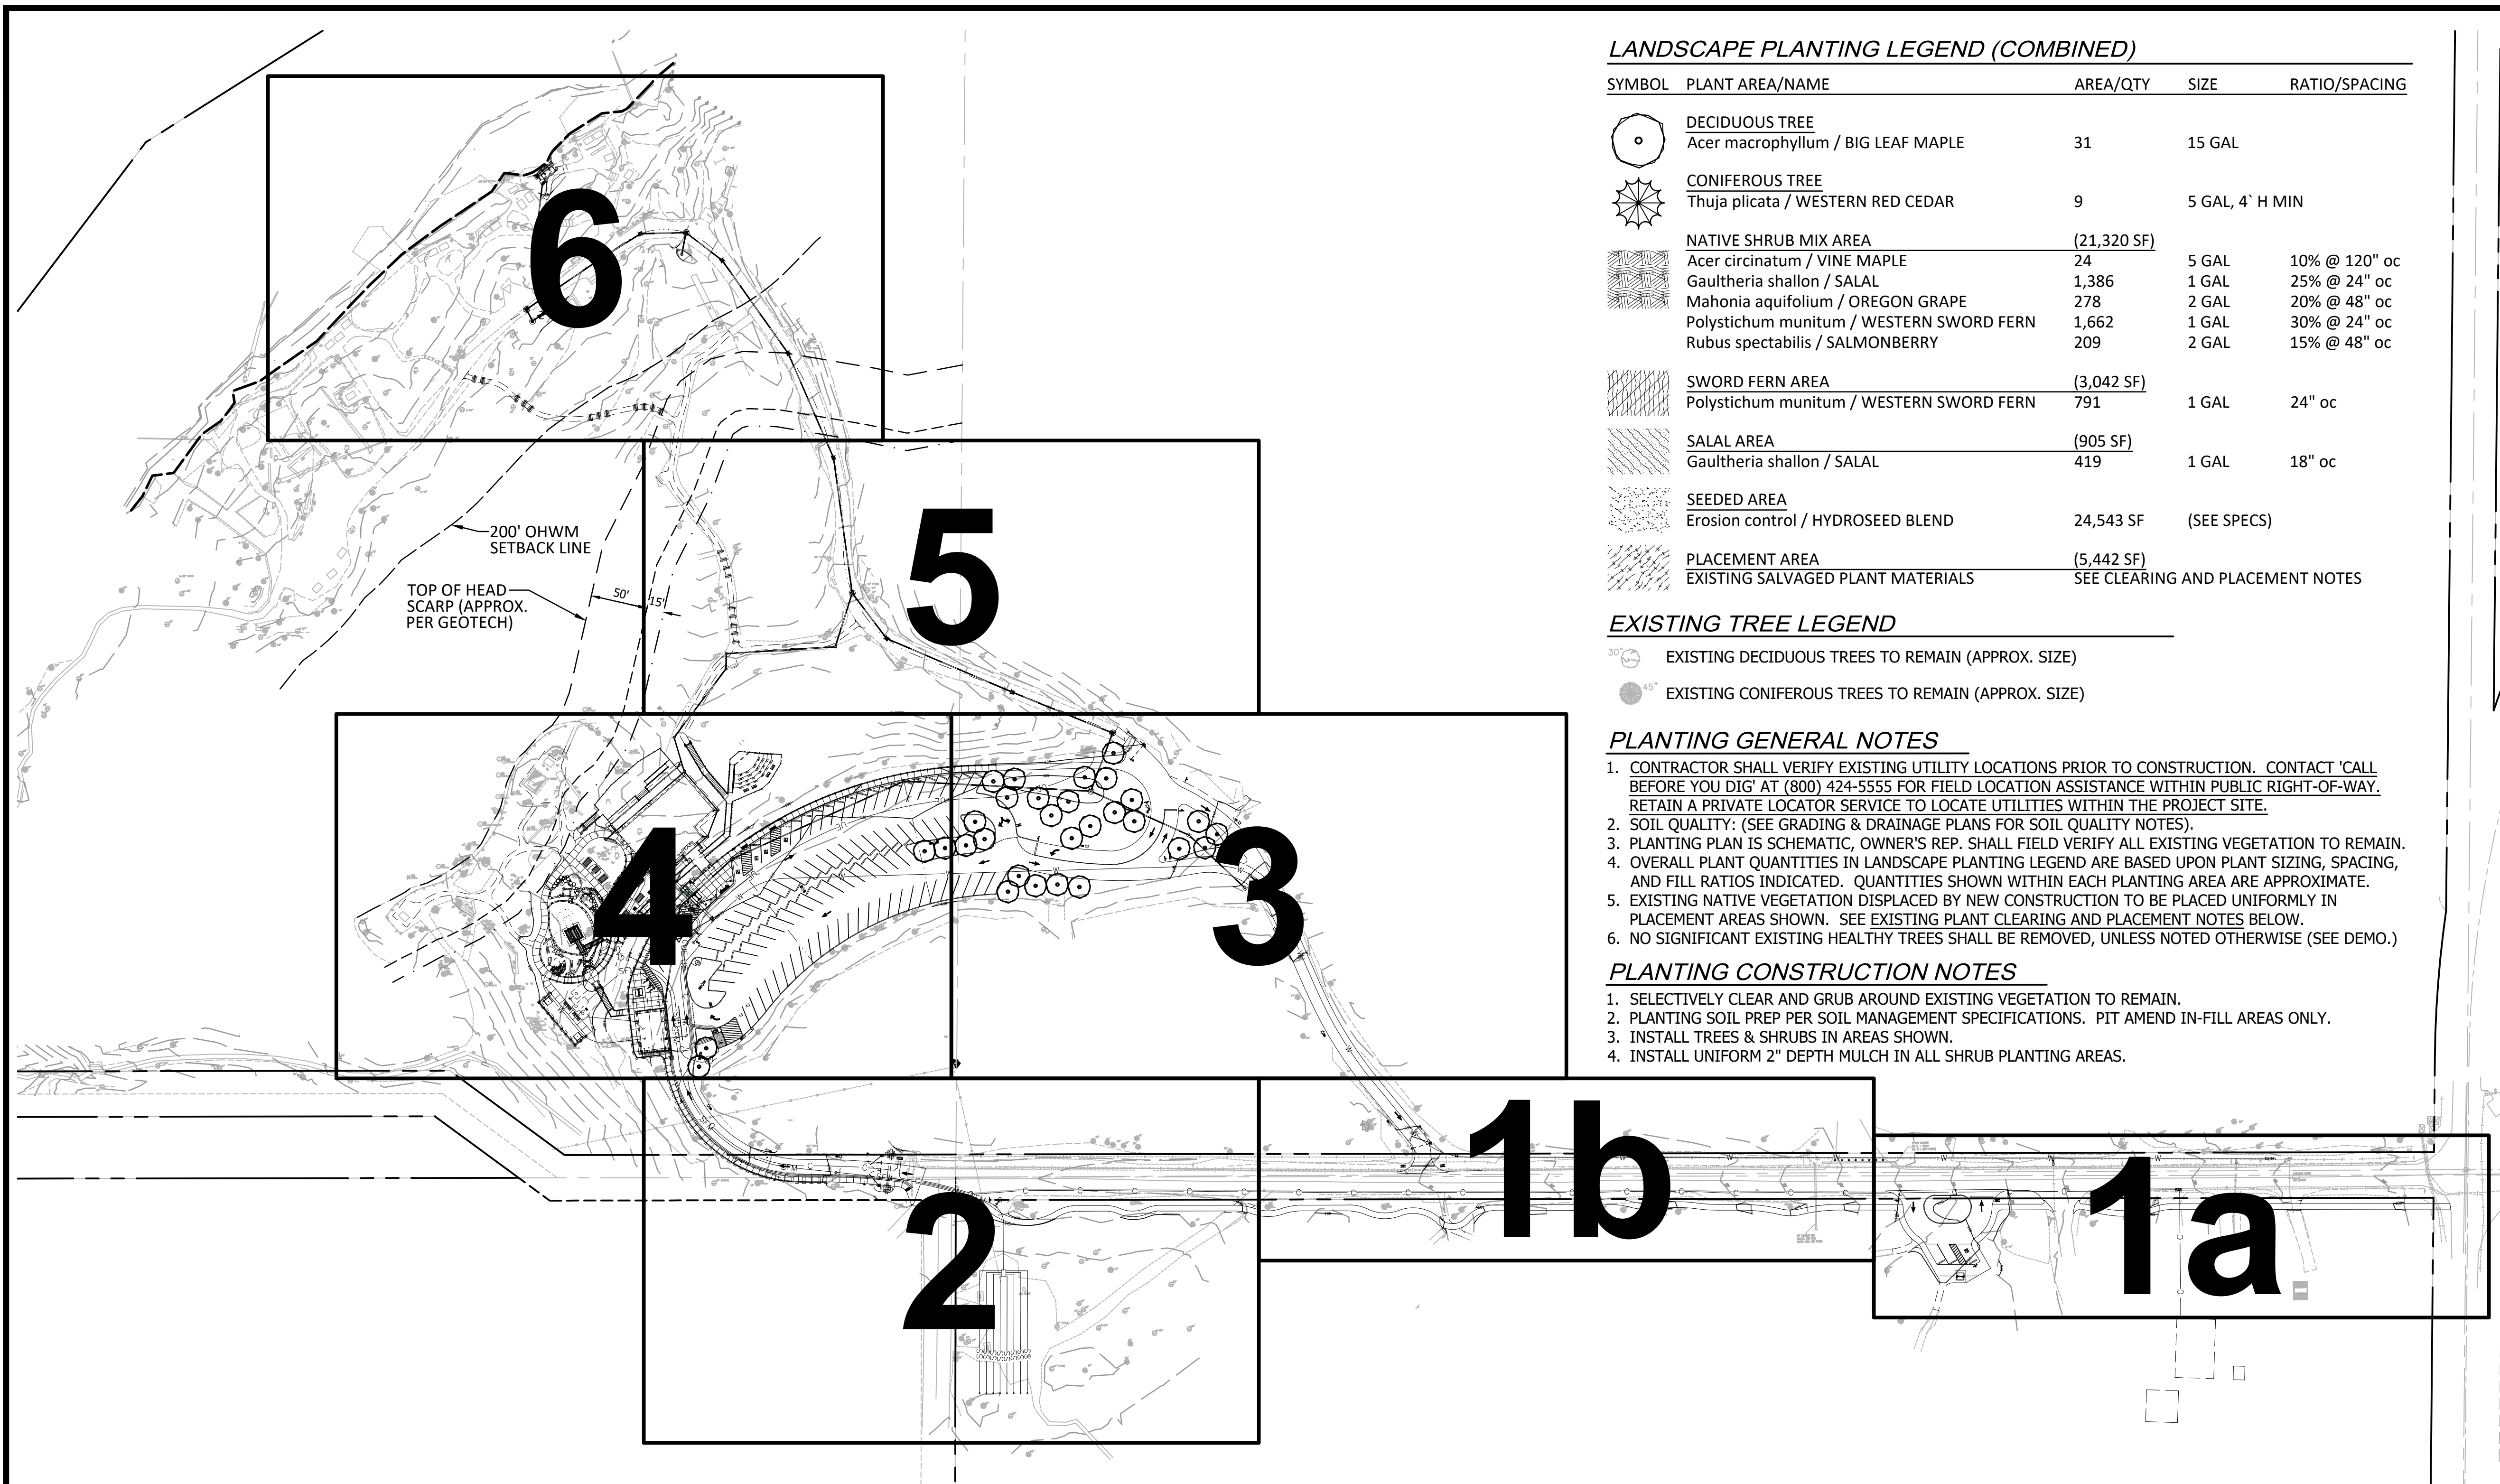 LANDSCAPE PLANTING LEGEND (COMBINED)
SYMBOL PLANT AREA/NAME AREA/QTY SIZE RATIO/SPACING
DECIDUOUS TREE
Acer macrophyllum / BIG LEAF MAPLE 31 15 GAL
CONIFEROUS TREE
Thuja plicata / WESTERN RED CEDAR 9 5 GAL, 4` H MIN
NATIVE SHRUB MIX AREA (21,320 SF)
Acer circinatum / VINE MAPLE 24 5 GAL 10% @ 120" oc
Gaultheria shallon / SALAL 1,386 1 GAL 25% @ 24" oc
Mahonia aquifolium / OREGON GRAPE 278 2 GAL 20% @ 48" oc
Polystichum munitum / WESTERN SWORD FERN 1,662 1 GAL 30% @ 24" oc
Rubus spectabilis / SALMONBERRY 209 2 GAL 15% @ 48" oc
SWORD FERN AREA (3,042 SF)
Polystichum munitum / WESTERN SWORD FERN 791 1 GAL 24" oc
SALAL AREA (905 SF)
Gaultheria shallon / SALAL 419 1 GAL 18" oc
SEEDED AREA
Erosion control / HYDROSEED BLEND 24,543 SF (SEE SPECS)
PLACEMENT AREA (5,442 SF)
EXISTING SALVAGED PLANT MATERIALS SEE CLEARING AND PLACEMENT NOTES
EXISTING TREE LEGEND
30" EXISTING DECIDUOUS TREES TO REMAIN (APPROX. SIZE)
45" EXISTING CONIFEROUS TREES TO REMAIN (APPROX. SIZE)
PLANTING GENERAL NOTES
1. CONTRACTOR SHALL VERIFY EXISTING UTILITY LOCATIONS PRIOR TO CONSTRUCTION. CONTACT 'CALL
BEFORE YOU DIG' AT (800) 424-5555 FOR FIELD LOCATION ASSISTANCE WITHIN PUBLIC RIGHT-OF-WAY.
RETAIN A PRIVATE LOCATOR SERVICE TO LOCATE UTILITIES WITHIN THE PROJECT SITE.
2. SOIL QUALITY: (SEE GRADING & DRAINAGE PLANS FOR SOIL QUALITY NOTES).
3. PLANTING PLAN IS SCHEMATIC, OWNER'S REP. SHALL FIELD VERIFY ALL EXISTING VEGETATION TO REMAIN.
4. OVERALL PLANT QUANTITIES IN LANDSCAPE PLANTING LEGEND ARE BASED UPON PLANT SIZING, SPACING,
AND FILL RATIOS INDICATED. QUANTITIES SHOWN WITHIN EACH PLANTING AREA ARE APPROXIMATE.
5. EXISTING NATIVE VEGETATION DISPLACED BY NEW CONSTRUCTION TO BE PLACED UNIFORMLY IN
PLACEMENT AREAS SHOWN. SEE EXISTING PLANT CLEARING AND PLACEMENT NOTES BELOW.
6. NO SIGNIFICANT EXISTING HEALTHY TREES SHALL BE REMOVED, UNLESS NOTED OTHERWISE (SEE DEMO.)
PLANTING CONSTRUCTION NOTES
1. SELECTIVELY CLEAR AND GRUB AROUND EXISTING VEGETATION TO REMAIN.
2. PLANTING SOIL PREP PER SOIL MANAGEMENT SPECIFICATIONS. PIT AMEND IN-FILL AREAS ONLY.
3. INSTALL TREES & SHRUBS IN AREAS SHOWN.
4. INSTALL UNIFORM 2" DEPTH MULCH IN ALL SHRUB PLANTING AREAS.
6
5
200' OHWM
SETBACK LINE
TOP OF HEAD
SCARP (APPROX.
PER GEOTECH)
50'
15'
4
3
2
1b
1a